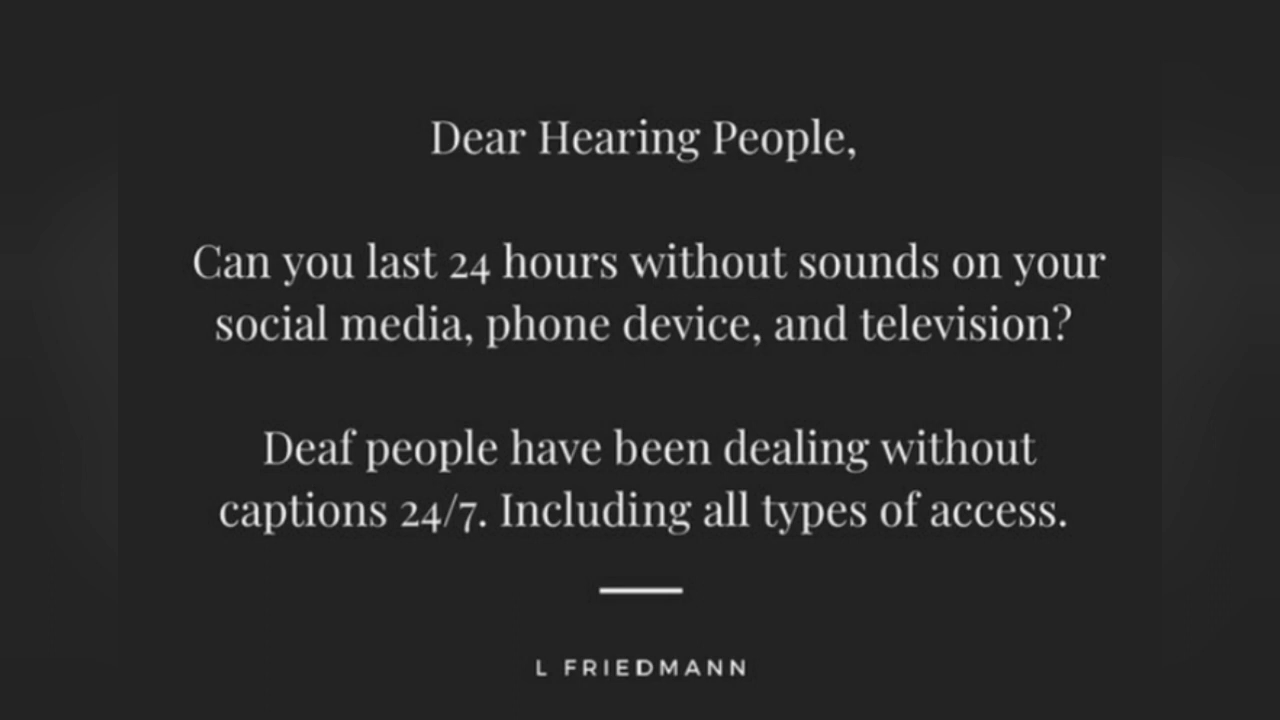 Dear Hearing People,
Can you last 24 hours without sounds on your
social media, phone device, and television?
Deaf people have been dealing without
captions 24/7. Including all types of access.
L FRIEDMANN